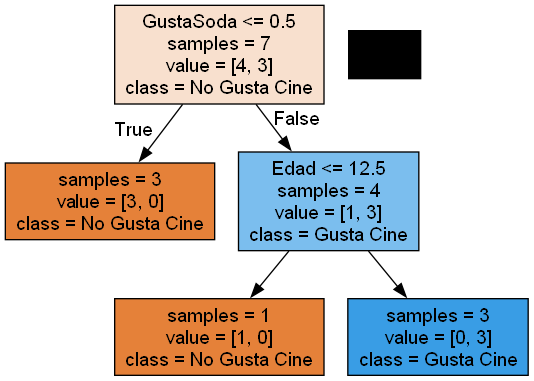 GustaSoda <= 0.5
samples = 7
value = [4, 3]
class = No Gusta Cine
True
False
samples = 3
value = [3, 0]
class = No Gusta Cine
Edad <= 12.5
samples = 4
value = [1, 3]
class = Gusta Cine
samples = 1
value = [1, 0]
class = No Gusta Cine
samples = 3
value = [0, 3]
class = Gusta Cine